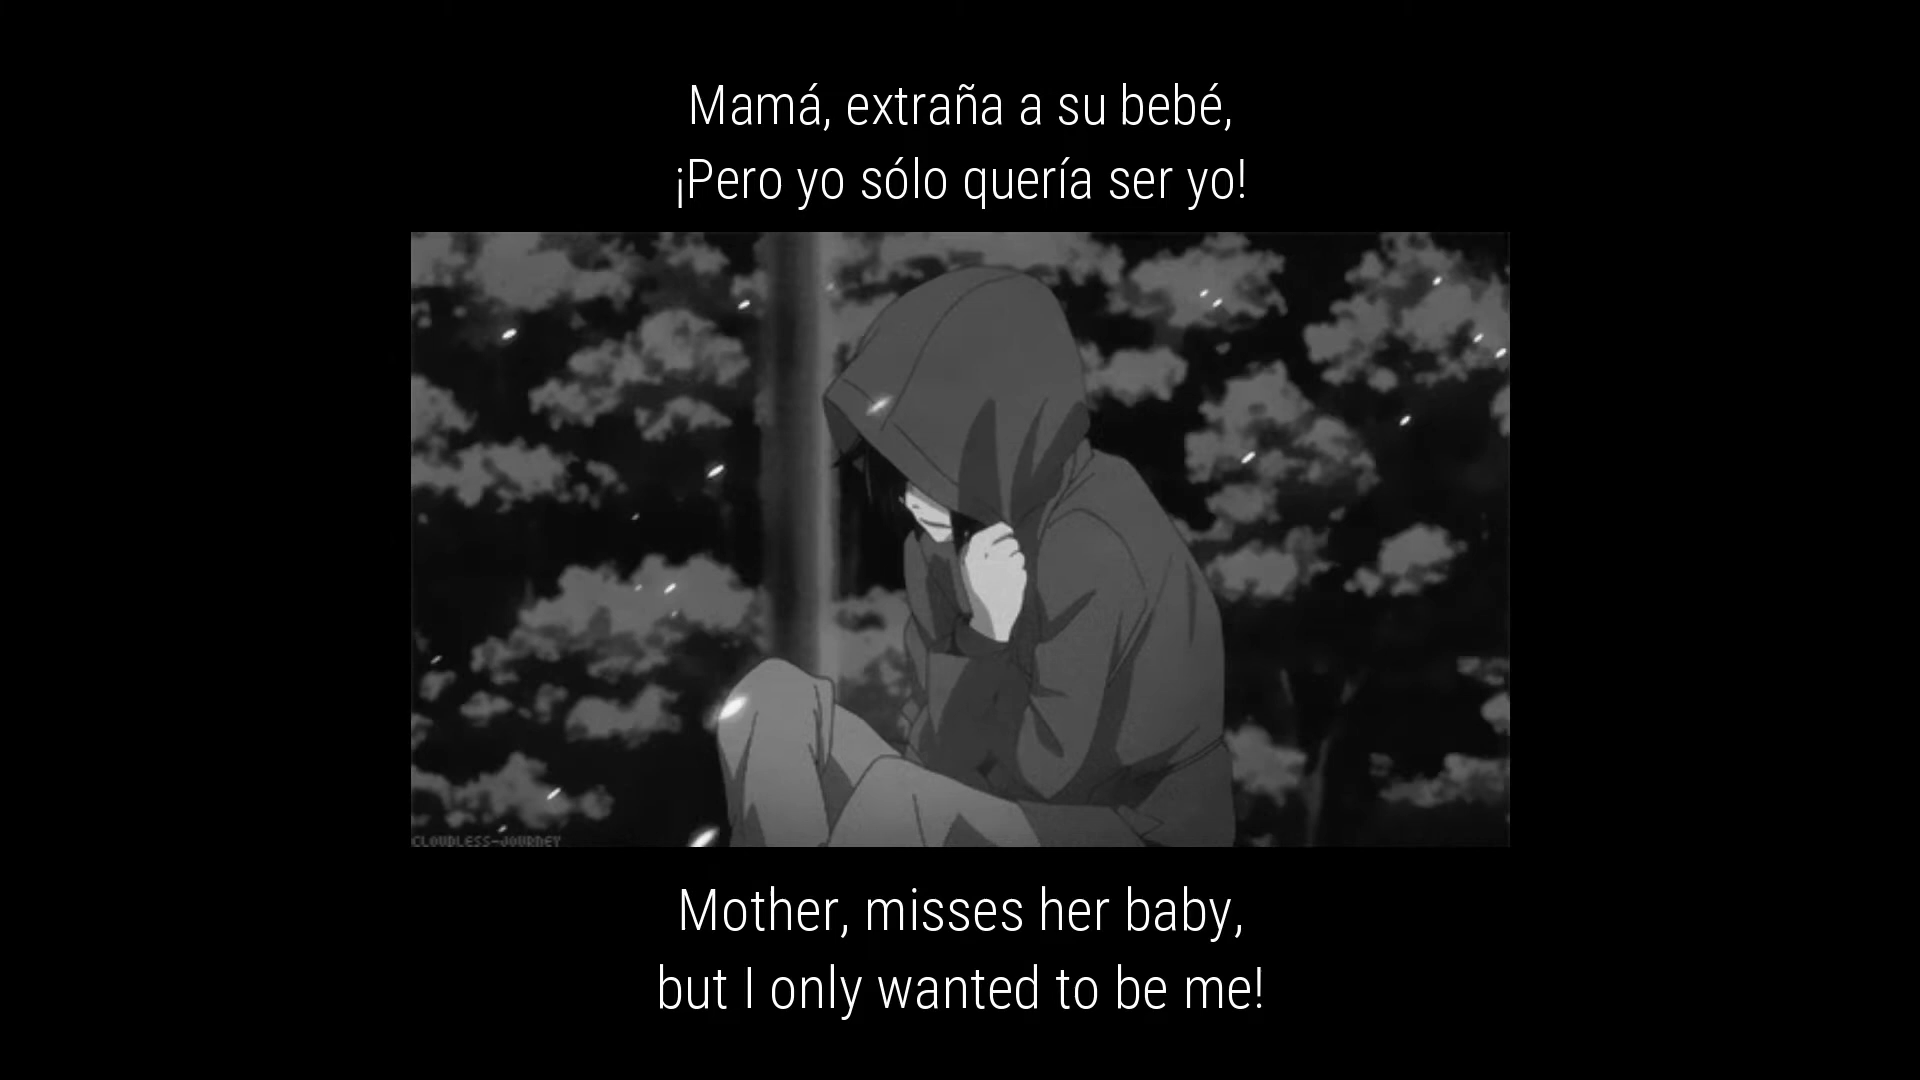 Mamá, extraña a su bebé,
¡Pero yo sólo quería ser yo!
CLOUDLESS-JOURNEY
Mother, misses her baby,
but I only wanted to be me!